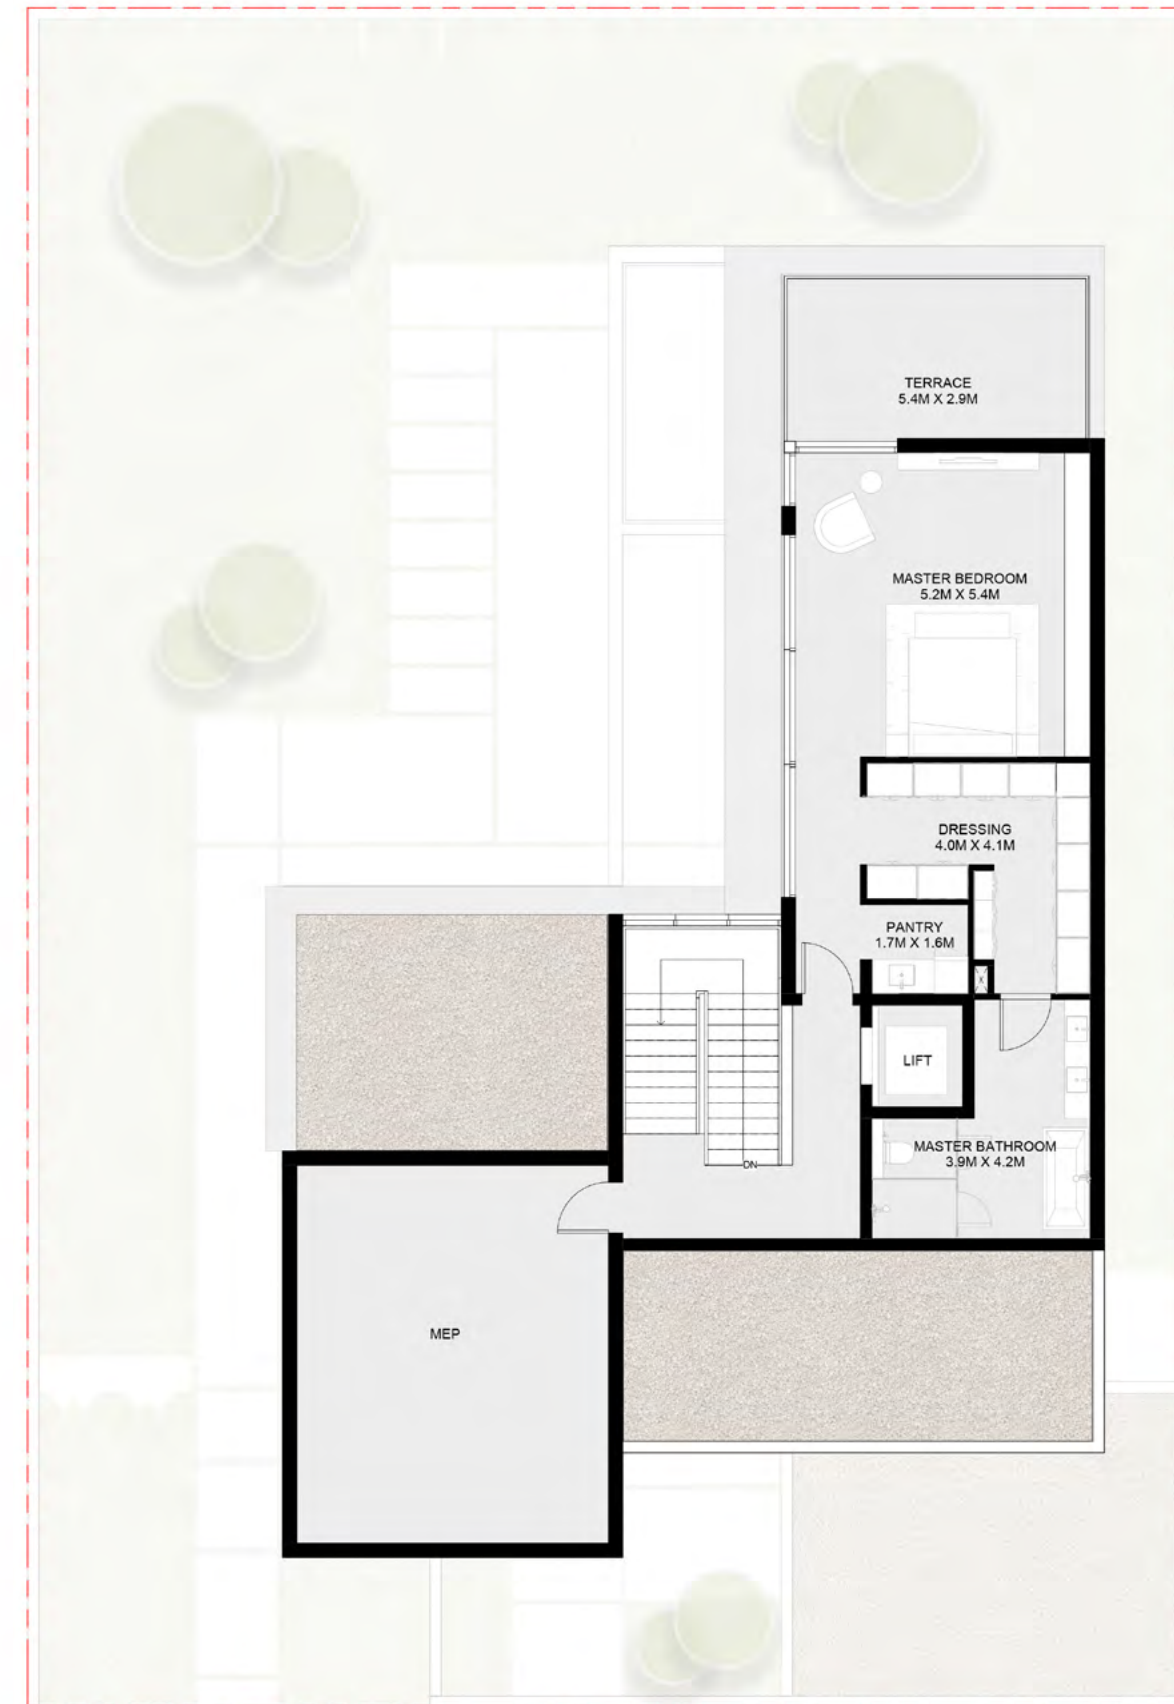 TERRACE
5.4M X 2.9M
MASTER BEDROOM
5.2M X 5.4M
DRESSING
4.0M X 4.1M
PANTRY
1.7M X 1.6M
LIFT
MASTER BATHROOM
3.9M X 4.2M
DN
MEP